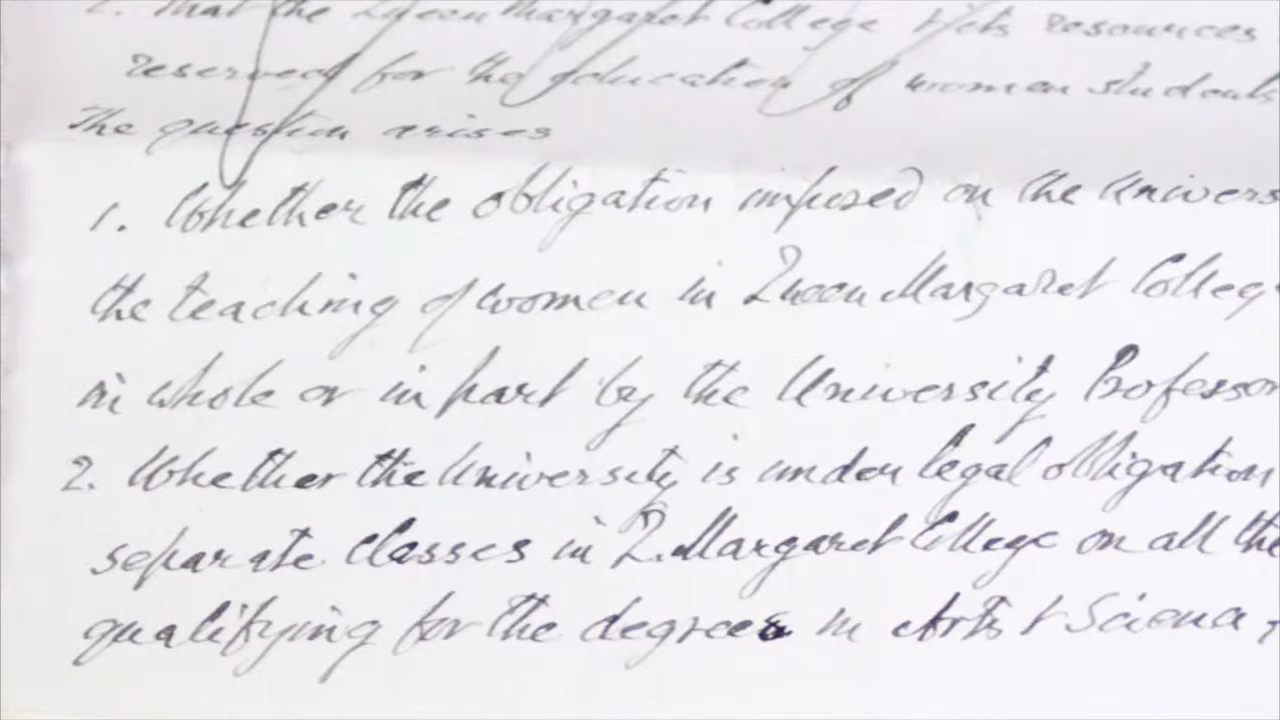 2. That the Queen Margaret College & its resources
reserved for the education of women students
The question arises
1. Whether the obligation imposed on the Univers
the teaching of women in Queen Margaret Colleg
in whole or in part by the University Professor
2. Whether the University is under legal obligation
separate classes in Q. Margaret College on all the
qualifying for the degrees in Arts & Science